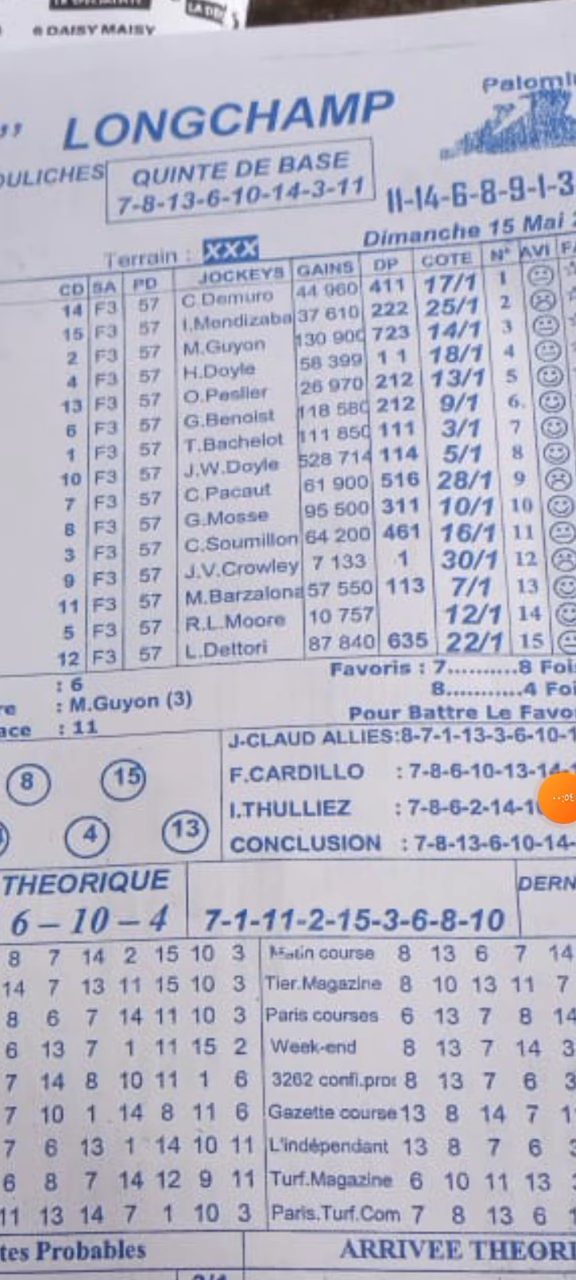 6 DAISY MAISY
LONGCHAMP
Palomi
OULICHES
QUINTE DE BASE
7-8-13-6-10-14-3-11
11-14-6-8-9-1-3
Terrain : XXX
Dimanche 15 Mai
CD SA PD JOCKEYS GAINS DP COTE N° AVI
14 F3 57 C.Demuro 44 960 411 17/1 1
15 F3 57 I.Mendizaba 37 610 222 25/1 2
2 F3 57 M.Guyon 130 900 723 14/1 3
4 F3 57 H.Doyle 58 399 1 1 18/1 4
13 F3 57 O.Peslier 26 970 212 13/1 5
6 F3 57 G.Benoist 118 580 212 9/1 6.
1 F3 57 T.Bachelot 111 850 111 3/1 7
10 F3 57 J.W.Doyle 528 714 114 5/1 8
7 F3 57 C.Pacaut 61 900 516 28/1 9
8 F3 57 G.Mosse 95 500 311 10/1 10
3 F3 57 C.Soumillon 64 200 461 16/1 11
9 F3 57 J.V.Crowley 7 133 1 30/1 12
11 F3 57 M.Barzalona 57 550 113 7/1 13
5 F3 57 R.L.Moore 10 757 12/1 14
12 F3 57 L.Dettori 87 840 635 22/1 15
: 6
re : M.Guyon (3)
ace : 11
Favoris : 7..........8 Fois
8..........4 Foi
Pour Battre Le Favor
8 15
4 13
J-CLAUD ALLIES:8-7-1-13-3-6-10-1
F.CARDILLO : 7-8-6-10-13-14-1
I.THULLIEZ : 7-8-6-2-14-1
CONCLUSION : 7-8-13-6-10-14-
THEORIQUE
DERN
6 – 10 – 4
7-1-11-2-15-3-6-8-10
8 7 14 2 15 10 3 Matin course 8 13 6 7 14
14 7 13 11 15 10 3 Tier.Magazine 8 10 13 11 7
8 6 7 14 11 10 3 Paris courses 6 13 7 8 14
6 13 7 1 11 15 2 Week-end 8 13 7 14 3
7 14 8 10 11 1 6 3262 confi.pros 8 13 7 6 3
7 10 1 14 8 11 6 Gazette course 13 8 14 7 1
7 6 13 1 14 10 11 L'indépendant 13 8 7 6 3
6 8 7 14 12 9 11 Turf.Magazine 6 10 11 13
11 13 14 7 1 10 3 Paris.Turf.Com 7 8 13 6 1
tes Probables
ARRIVEE THEORI